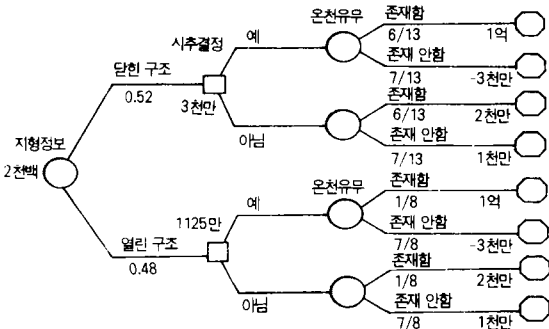 온천유무
존재함
6/13
1억
시추결정
예
존재 안함
7/13
-3천만
닫힌 구조
0.52
3천만
존재함
6/13
2천만
아님
존재 안함
7/13
1천만
지형정보
2천백
온천유무
존재함
1/8
1억
1125만
예
존재 안함
7/8
-3천만
열린 구조
0.48
존재함
1/8
2천만
아님
존재 안함
7/8
1천만